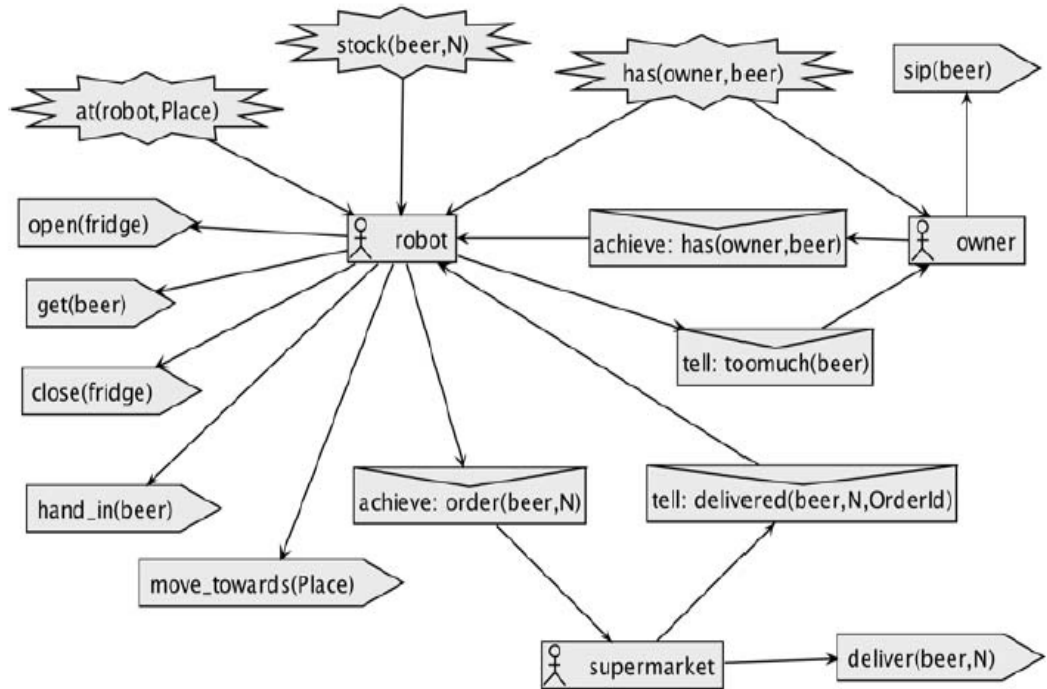 stock(beer,N)
has(owner,beer)
sip(beer)
at(robot,Place)
open(fridge)
robot
achieve: has(owner,beer)
owner
get(beer)
tell: toomuch(beer)
close(fridge)
hand_in(beer)
achieve: order(beer,N)
tell: delivered(beer,N,OrderId)
move_towards(Place)
supermarket
deliver(beer,N)